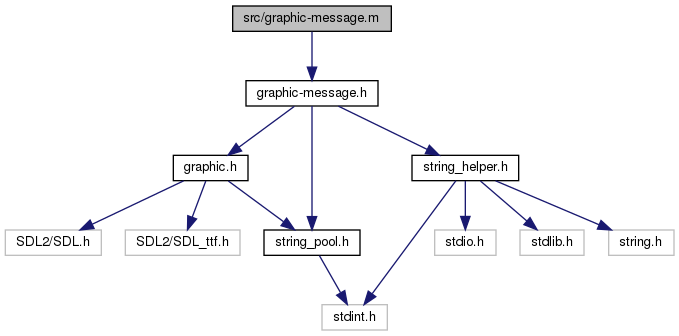 src/graphic-message.m
graphic-message.h
graphic.h
string_helper.h
SDL2/SDL.h
SDL2/SDL_ttf.h
string_pool.h
stdio.h
stdlib.h
string.h
stdint.h